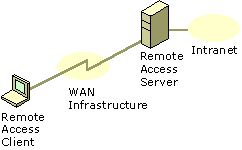 Intranet
Remote
Access
Server
WAN
Infrastructure
Remote
Access
Client